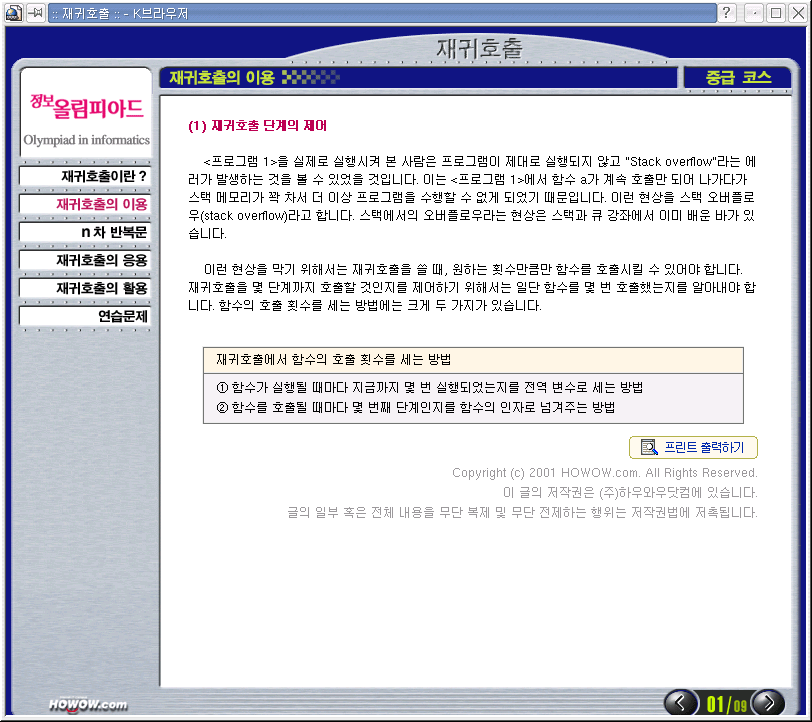 :: 재귀호출 :: - K브라우저
재귀호출
재귀호출의 이용
중급 코스
정보올림피아드
Olympiad in informatics
재귀호출이란 ?
재귀호출의 이용
n 차 반복문
재귀호출의 응용
재귀호출의 활용
연습문제
(1) 재귀호출 단계의 제어
<프로그램 1>을 실제로 실행시켜 본 사람은 프로그램이 제대로 실행되지 않고 "Stack overflow"라는 에
러가 발생하는 것을 볼 수 있었을 것입니다. 이는 <프로그램 1>에서 함수 a가 계속 호출만 되어 나가다가
스택 메모리가 꽉 차서 더 이상 프로그램을 수행할 수 없게 되었기 때문입니다. 이런 현상을 스택 오버플로
우(stack overflow)라고 합니다. 스택에서의 오버플로우라는 현상은 스택과 큐 강좌에서 이미 배운 바가 있
습니다.
이런 현상을 막기 위해서는 재귀호출을 쓸 때, 원하는 횟수만큼만 함수를 호출시킬 수 있어야 합니다.
재귀호출을 몇 단계까지 호출할 것인지를 제어하기 위해서는 일단 함수를 몇 번 호출했는지를 알아내야 합
니다. 함수의 호출 횟수를 세는 방법에는 크게 두 가지가 있습니다.
재귀호출에서 함수의 호출 횟수를 세는 방법
① 함수가 실행될 때마다 지금까지 몇 번 실행되었는지를 전역 변수로 세는 방법
② 함수를 호출될 때마다 몇 번째 단계인지를 함수의 인자로 넘겨주는 방법
프린트 출력하기
Copyright (c) 2001 HOWOW.com. All Rights Reserved.
이 글의 저작권은 (주)하우와우닷컴에 있습니다.
글의 일부 혹은 전체 내용을 무단 복제 및 무단 전제하는 행위는 저작권법에 저촉됩니다.
HOWOW.com
01/09